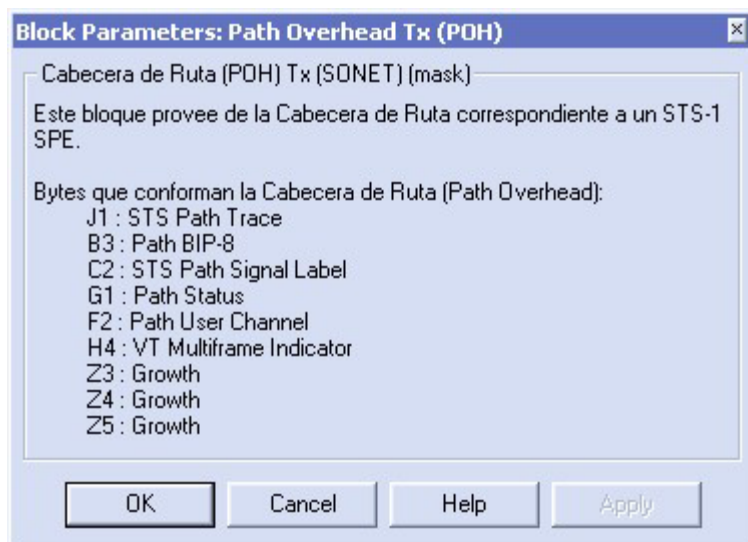 Block Parameters: Path Overhead Tx (POH)
Cabecera de Ruta (POH) Tx (SONET) (mask)
Este bloque provee de la Cabecera de Ruta correspondiente a un STS-1
SPE.
Bytes que conforman la Cabecera de Ruta (Path Overhead):
J1 : STS Path Trace
B3 : Path BIP-8
C2 : STS Path Signal Label
G1 : Path Status
F2 : Path User Channel
H4 : VT Multiframe Indicator
Z3 : Growth
Z4 : Growth
Z5 : Growth
OK Cancel Help Apply